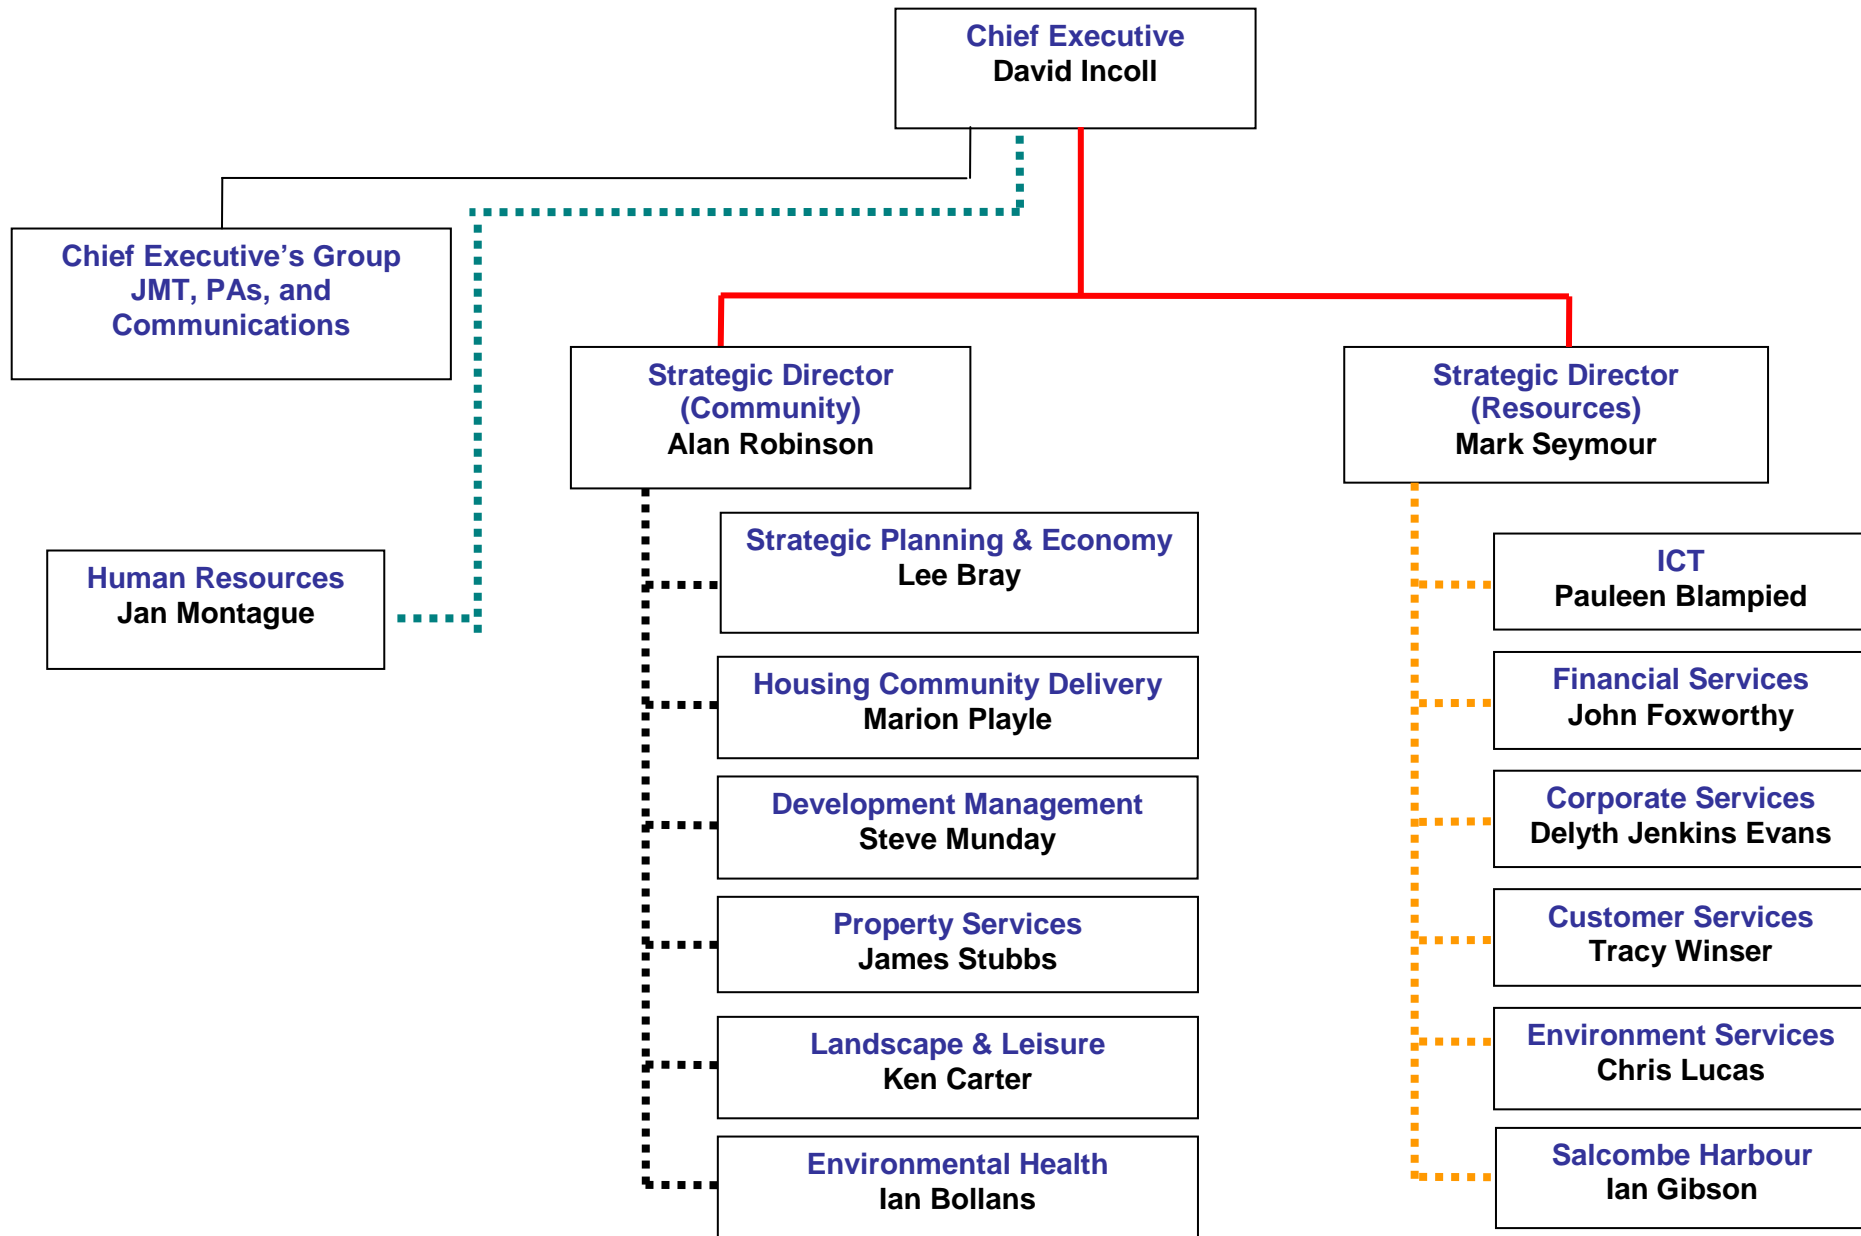 Chief Executive
David Incoll
Chief Executive’s Group
JMT, PAs, and
Communications
Human Resources
Jan Montague
Strategic Director
(Community)
Alan Robinson
Strategic Planning & Economy
Lee Bray
Housing Community Delivery
Marion Playle
Development Management
Steve Munday
Property Services
James Stubbs
Landscape & Leisure
Ken Carter
Environmental Health
Ian Bollans
Strategic Director
(Resources)
Mark Seymour
ICT
Pauleen Blampied
Financial Services
John Foxworthy
Corporate Services
Delyth Jenkins Evans
Customer Services
Tracy Winser
Environment Services
Chris Lucas
Salcombe Harbour
Ian Gibson